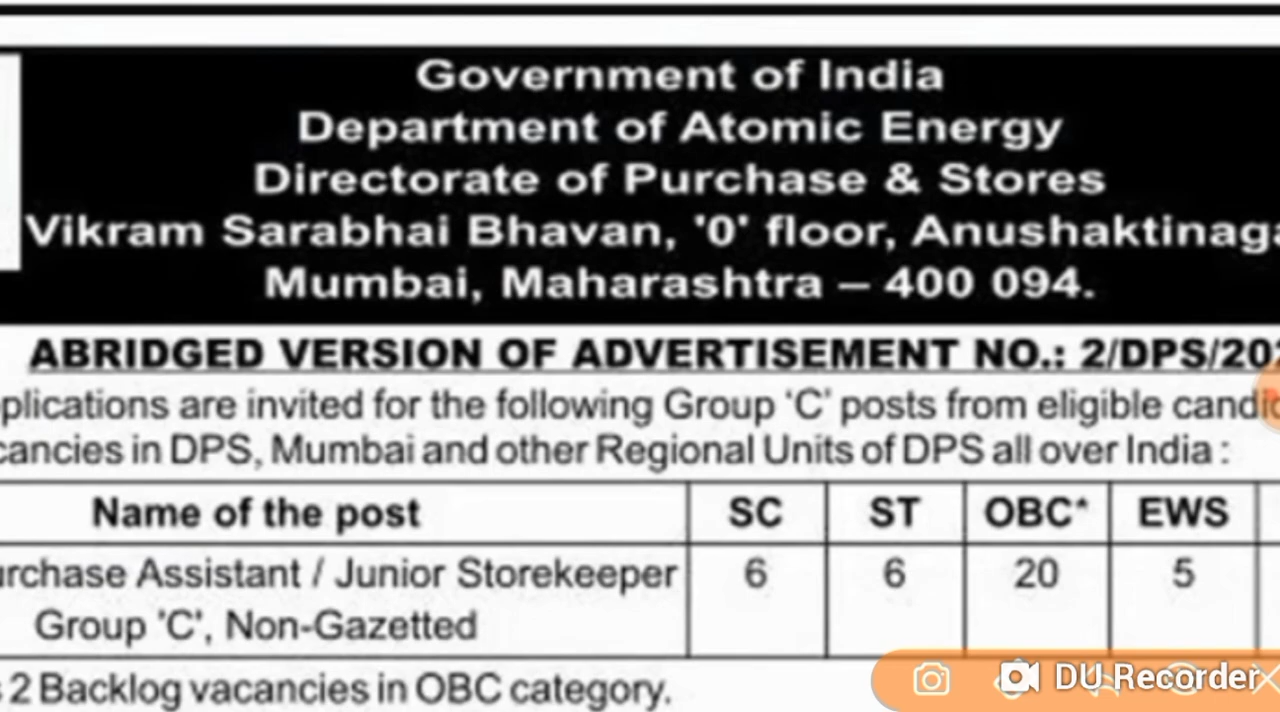 Government of India
Department of Atomic Energy
Directorate of Purchase & Stores
Vikram Sarabhai Bhavan, '0' floor, Anushaktinaga
Mumbai, Maharashtra – 400 094.
ABRIDGED VERSION OF ADVERTISEMENT NO.: 2/DPS/202
pplications are invited for the following Group 'C' posts from eligible candi
cancies in DPS, Mumbai and other Regional Units of DPS all over India :
Name of the post SC ST OBC* EWS
urchase Assistant / Junior Storekeeper 6 6 20 5
Group 'C', Non-Gazetted
s 2 Backlog vacancies in OBC category.
DU Recorder